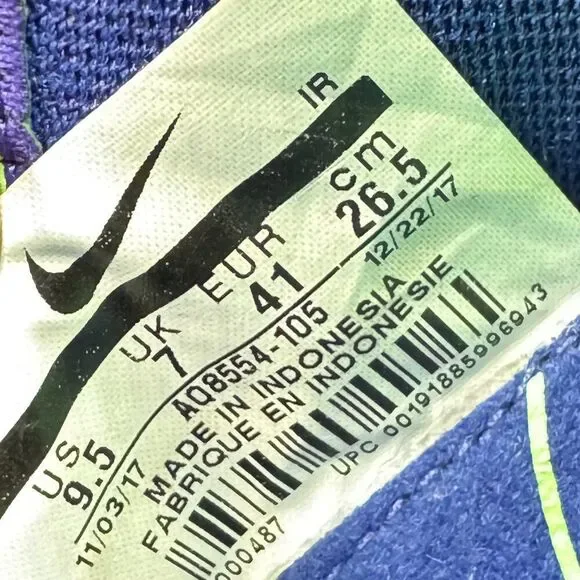 IR
US UK EUR cm
9.5 7 41 26.5
11/03/17 AQ8554-105 12/22/17
MADE IN INDONESIA
FABRIQUE EN INDONESIE
000487 UPC 00191885996943